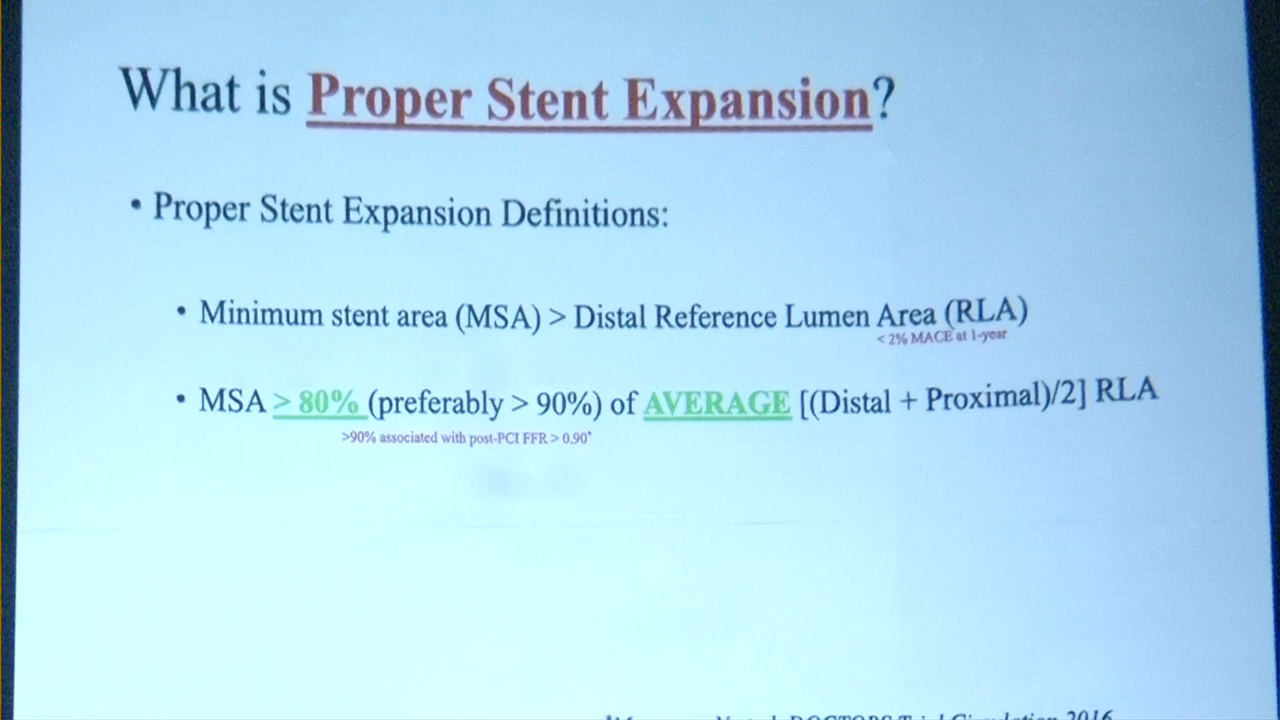 What is Proper Stent Expansion?
• Proper Stent Expansion Definitions:
• Minimum stent area (MSA) > Distal Reference Lumen Area (RLA)
< 2% MACE at 1-year
• MSA > 80% (preferably > 90%) of AVERAGE [(Distal + Proximal)/2] RLA
>90% associated with post-PCI FFR > 0.90*
2016